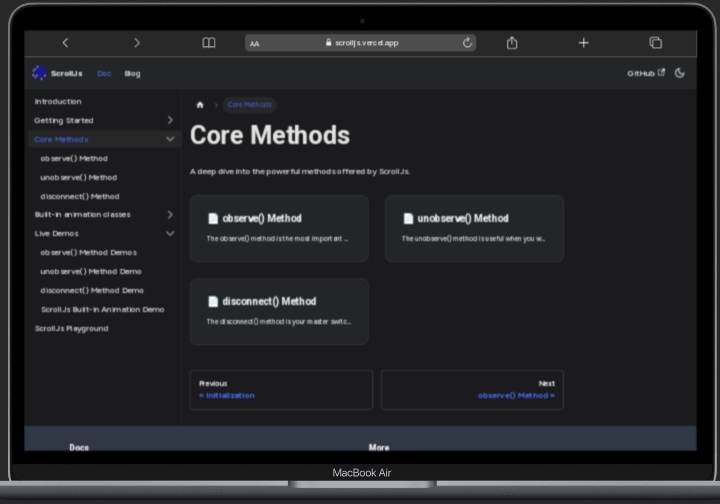 AA scrolljs.vercel.app
ScrollJs Doc Blog GitHub
Introduction
Getting Started
Core Methods
observe() Method
unobserve() Method
disconnect() Method
Built-in animation classes
Live Demos
observe() Method Demos
unobserve() Method Demo
disconnect() Method Demo
ScrollJs Built-in Animation Demo
ScrollJs Playground
Core Methods
Core Methods
A deep dive into the powerful methods offered by ScrollJs.
observe() Method
The observe() method is the most important ...
unobserve() Method
The unobserve() method is useful when you w...
disconnect() Method
The disconnect() method is your master switc...
Previous
« Initialization
Next
observe() Method »
Docs
More
MacBook Air